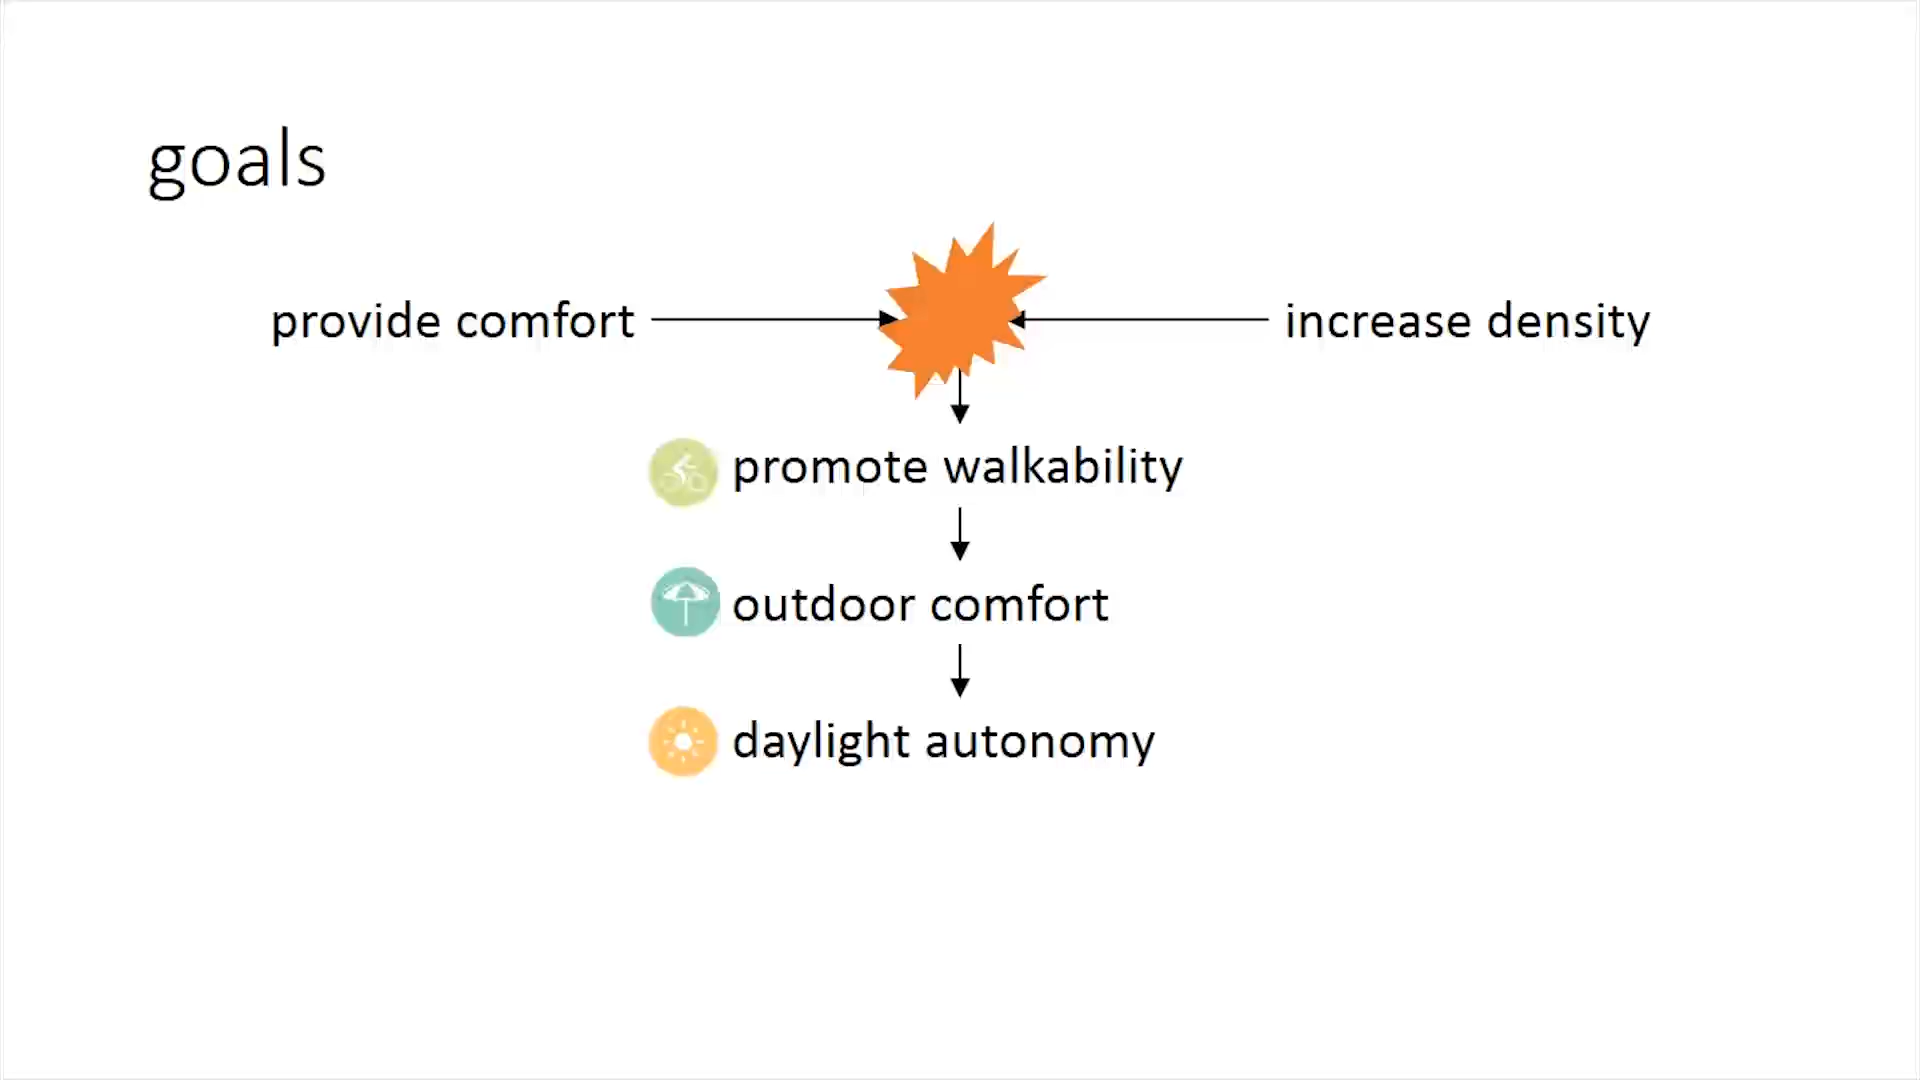 goals
provide comfort
increase density
promote walkability
outdoor comfort
daylight autonomy